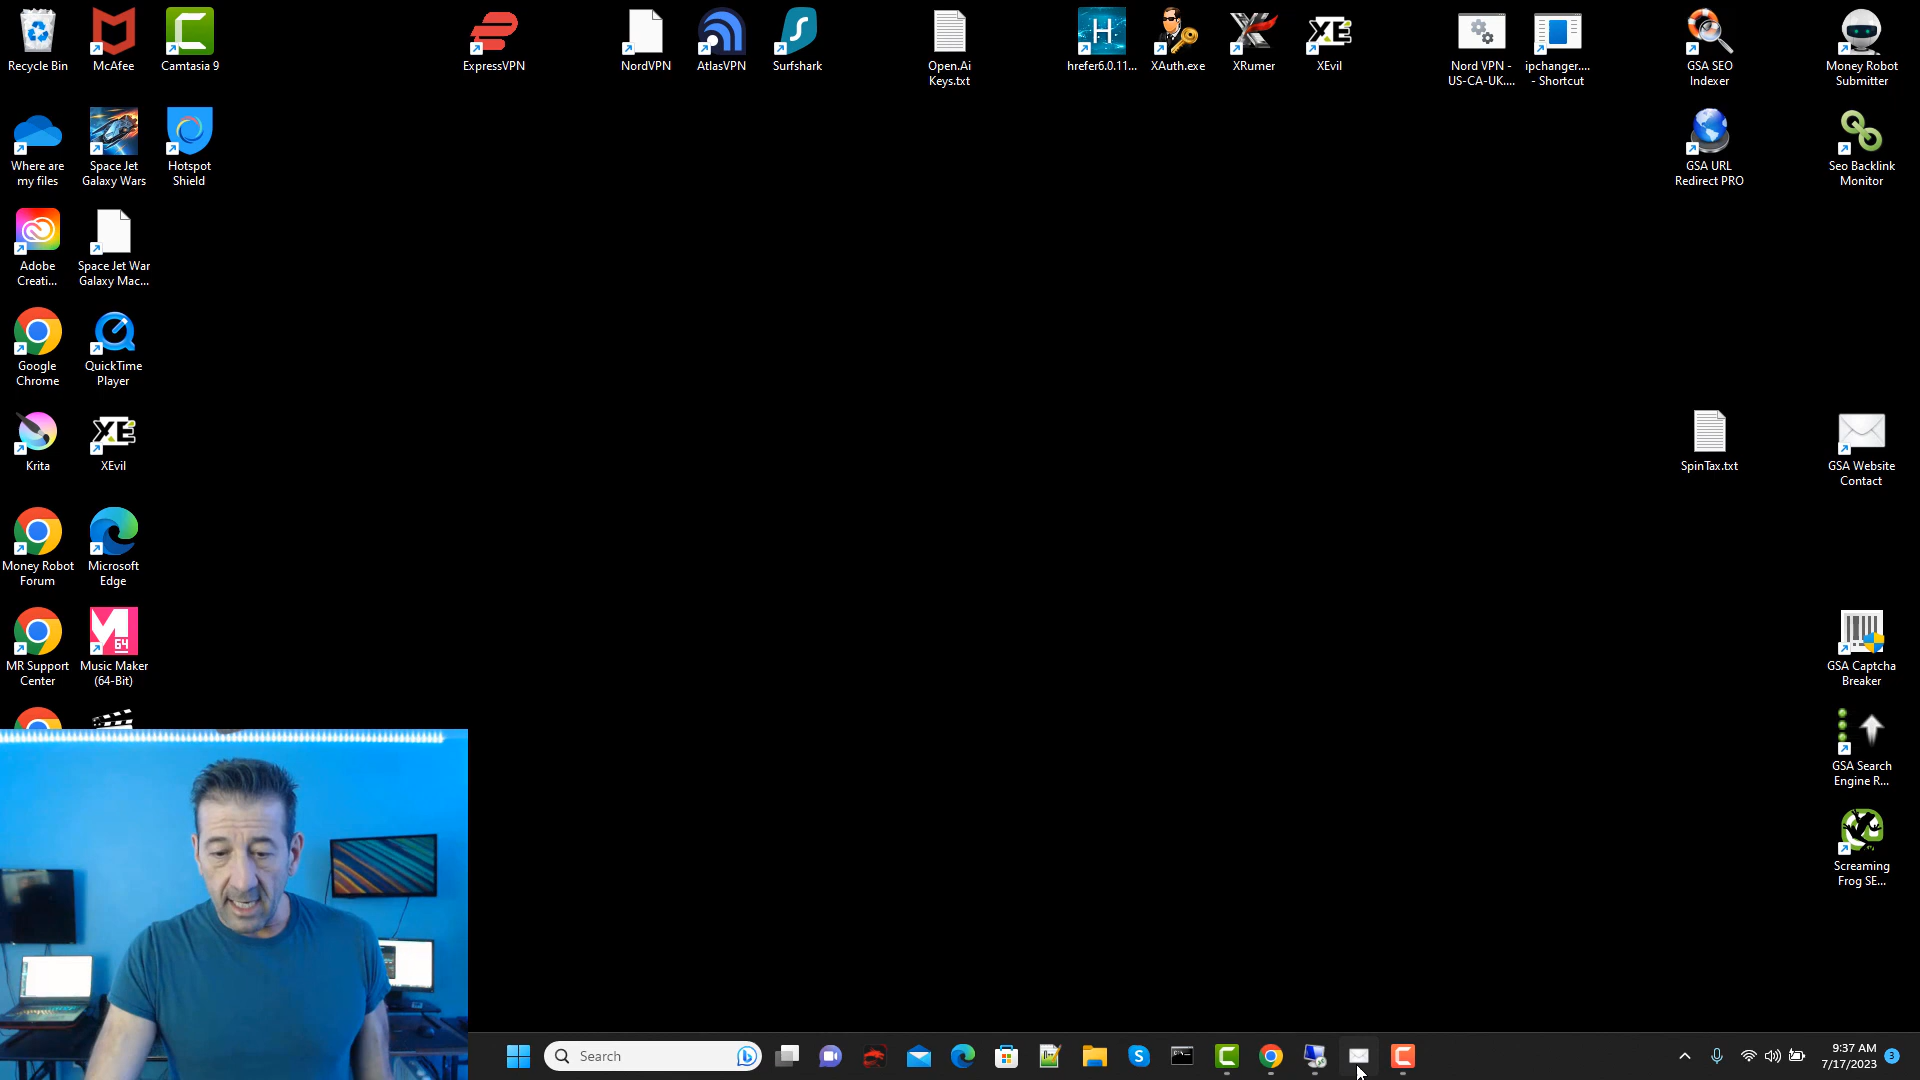 Recycle Bin
McAfee
Camtasia 9
ExpressVPN
NordVPN
AtlasVPN
Surfshark
Open.Ai
Keys.txt
hrefer6.0.11...
XAuth.exe
XRumer
XEvil
Nord VPN -
US-CA-UK....
ipchanger....
- Shortcut
GSA SEO
Indexer
Money Robot
Submitter
Where are
my files
Space Jet
Galaxy Wars
Hotspot
Shield
GSA URL
Redirect PRO
Seo Backlink
Monitor
Adobe
Creati...
Space Jet War
Galaxy Mac...
Google
Chrome
QuickTime
Player
Krita
XEvil
SpinTax.txt
GSA Website
Contact
Money Robot
Forum
Microsoft
Edge
64
MR Support
Center
Music Maker
(64-Bit)
GSA Captcha
Breaker
GSA Search
Engine R...
Screaming
Frog SE...
Search
9:37 AM
7/17/2023
3